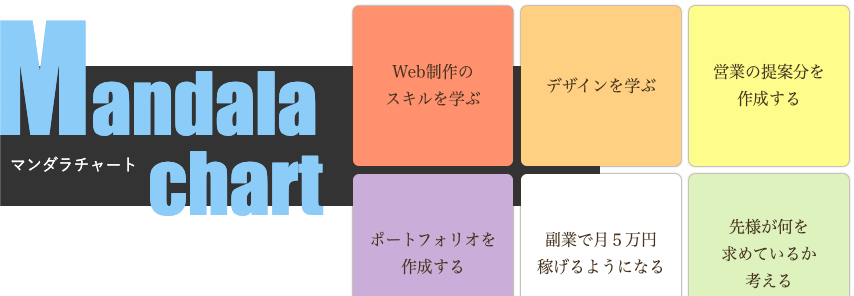 Mandala
chart
マンダラチャート
Web制作の
スキルを学ぶ
デザインを学ぶ
営業の提案分を
作成する
ポートフォリオを
作成する
副業で月５万円
稼げるようになる
先様が何を
求めているか
考える